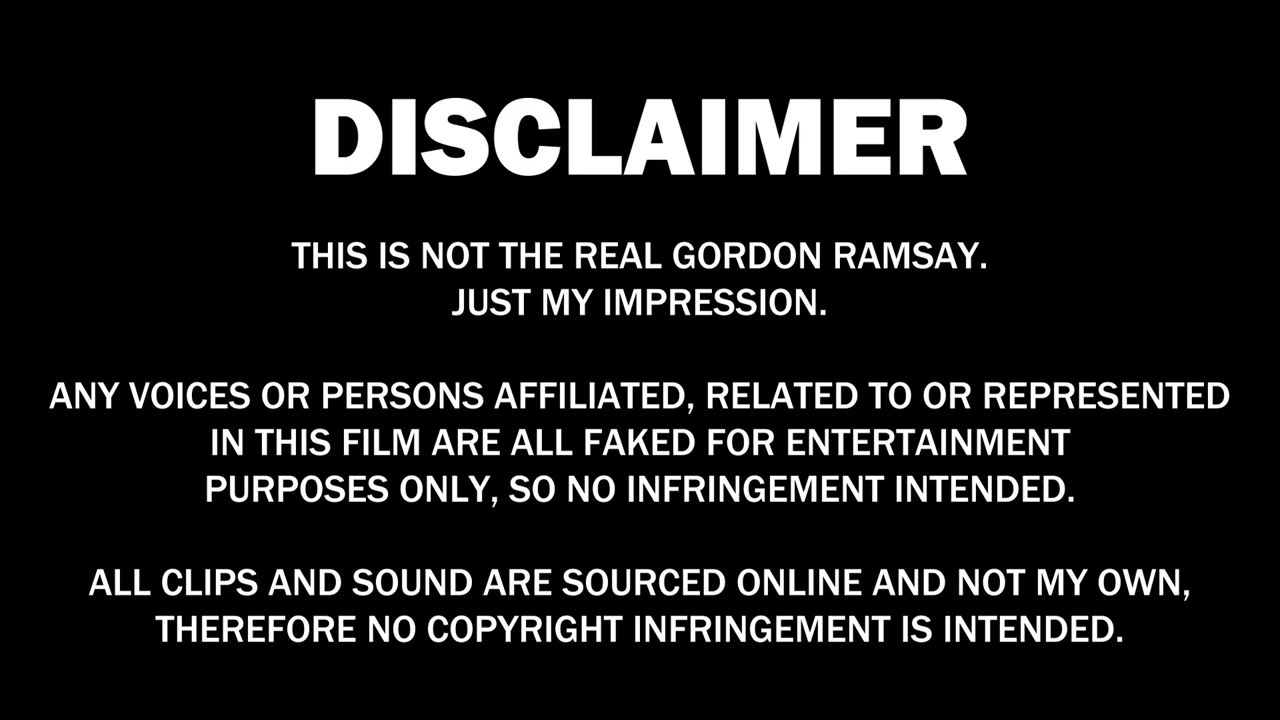 DISCLAIMER
THIS IS NOT THE REAL GORDON RAMSAY.
JUST MY IMPRESSION.
ANY VOICES OR PERSONS AFFILIATED, RELATED TO OR REPRESENTED
IN THIS FILM ARE ALL FAKED FOR ENTERTAINMENT
PURPOSES ONLY, SO NO INFRINGEMENT INTENDED.
ALL CLIPS AND SOUND ARE SOURCED ONLINE AND NOT MY OWN,
THEREFORE NO COPYRIGHT INFRINGEMENT IS INTENDED.